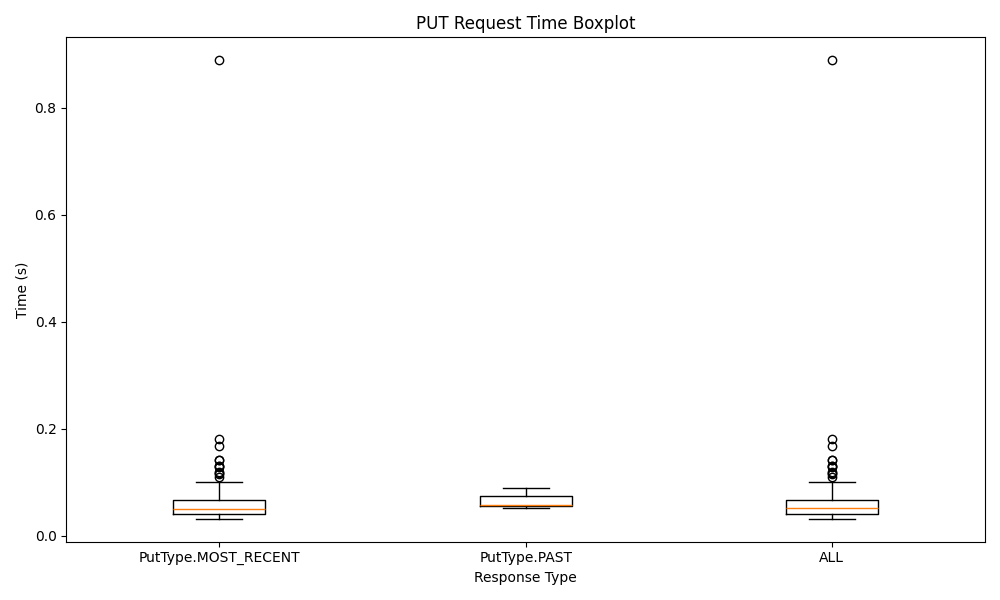 PUT Request Time Boxplot
Time (s)
0.8
0.6
0.4
0.2
0.0
PutType.MOST_RECENT
PutType.PAST
ALL
Response Type